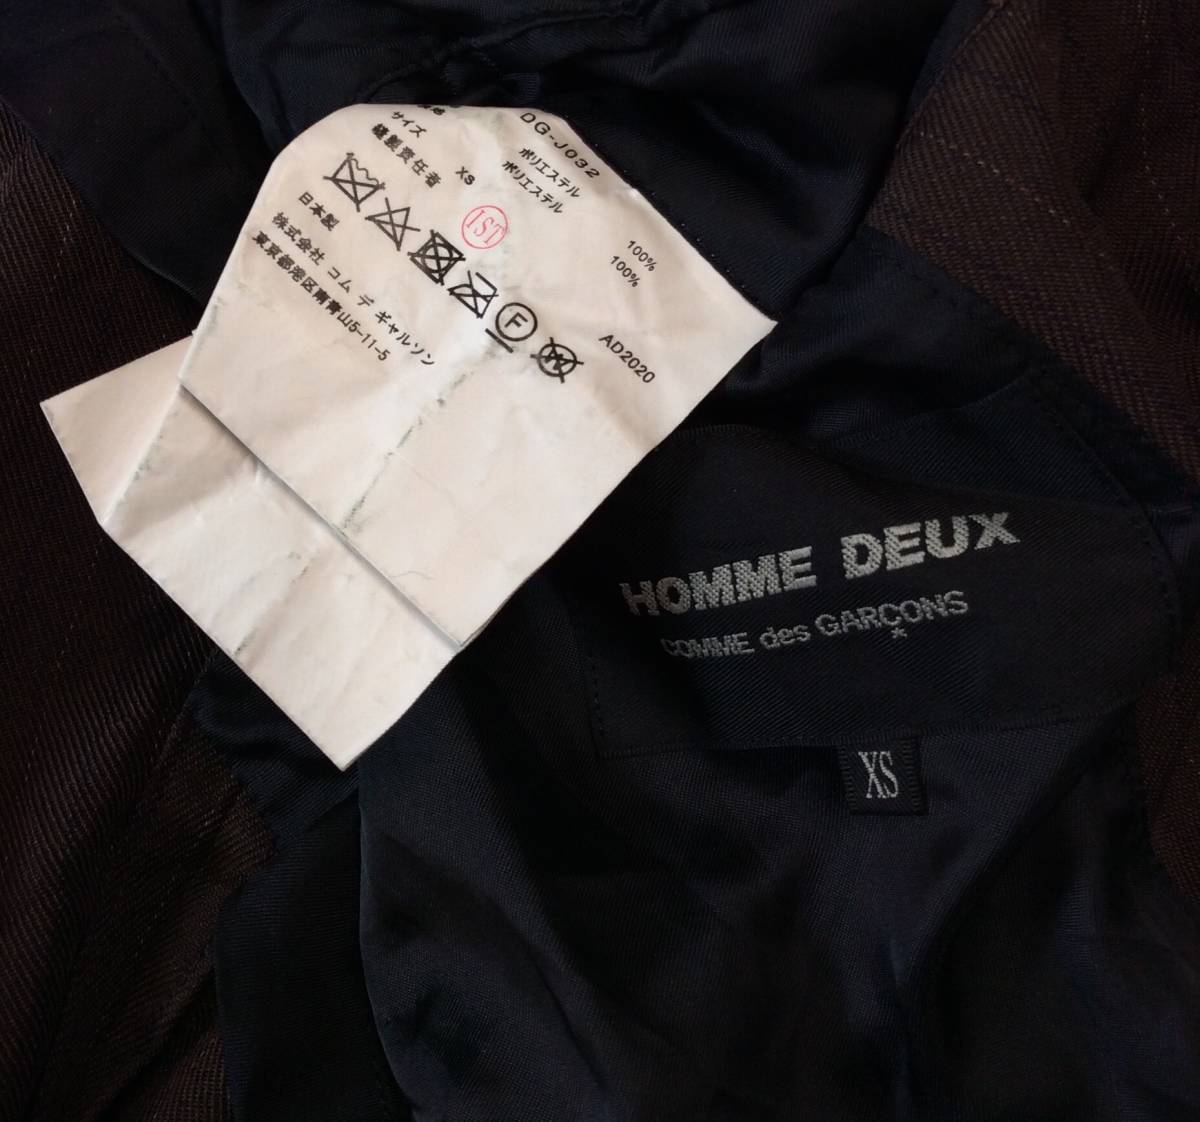 DG-J032
ポリエステル 100%
ポリエステル 100%
サイズ XS
縫製責任者 IST
F
W
AD2020
日本製
株式会社 コム デ ギャルソン
東京都港区南青山5-11-5
HOMME DEUX
COMME des GARÇONS
XS